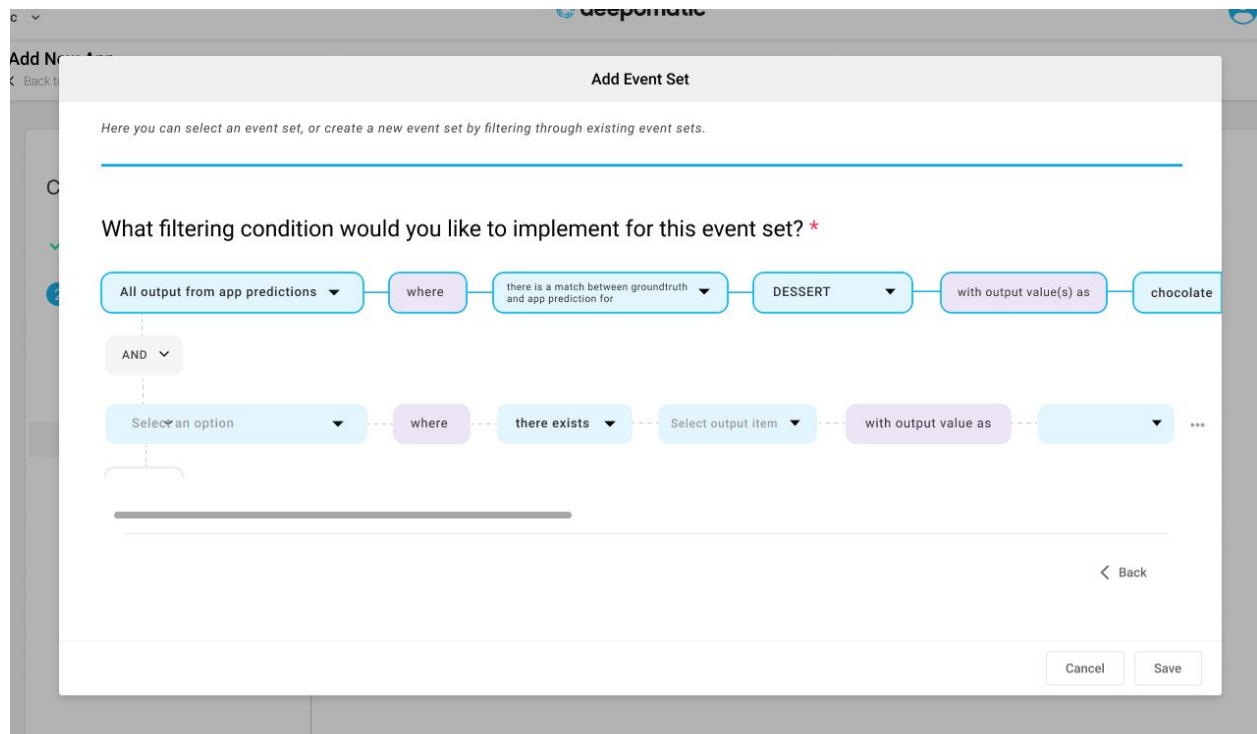 c
deepomatic
Add New App
Back to
Add Event Set
Here you can select an event set, or create a new event set by filtering through existing event sets.
C
What filtering condition would you like to implement for this event set? *
2
All output from app predictions
where
there is a match between groundtruth
and app prediction for
DESSERT
with output value(s) as
chocolate
AND
Select an option
where
there exists
Select output item
with output value as
...
Back
Cancel
Save